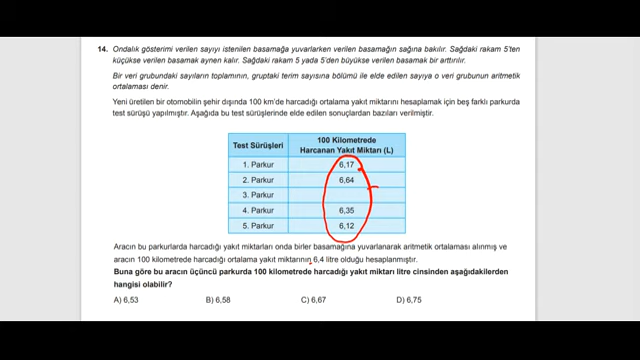 14. Ondalık gösterimi verilen sayıyı istenilen basamağa yuvarlarken verilen basamağın sağına bakılır. Sağdaki rakam 5'ten
küçükse verilen basamak aynen kalır. Sağdaki rakam 5 yada 5'den büyükse verilen basamak bir arttırılır.
Bir veri grubundaki sayıların toplamının, gruptaki terim sayısına bölümü ile elde edilen sayıya o veri grubunun aritmetik
ortalaması denir.
Yeni üretilen bir otomobilin şehir dışında 100 km'de harcadığı ortalama yakıt miktarını hesaplamak için beş farklı parkurda
test sürüşü yapılmıştır. Aşağıda bu test sürüşlerinde elde edilen sonuçlardan bazıları verilmiştir.
Test Sürüşleri
100 Kilometrede
Harcanan Yakıt Miktarı (L)
1. Parkur 6,17
2. Parkur 6,64
3. Parkur
4. Parkur 6,35
5. Parkur 6,12
Aracın bu parkurlarda harcadığı yakıt miktarları onda birler basamağına yuvarlanarak aritmetik ortalaması alınmış ve
aracın 100 kilometrede harcadığı ortalama yakıt miktarının 6,4 litre olduğu hesaplanmıştır.
Buna göre bu aracın üçüncü parkurda 100 kilometrede harcadığı yakıt miktarı litre cinsinden aşağıdakilerden
hangisi olabilir?
A) 6,53 B) 6,58 C) 6,67 D) 6,75